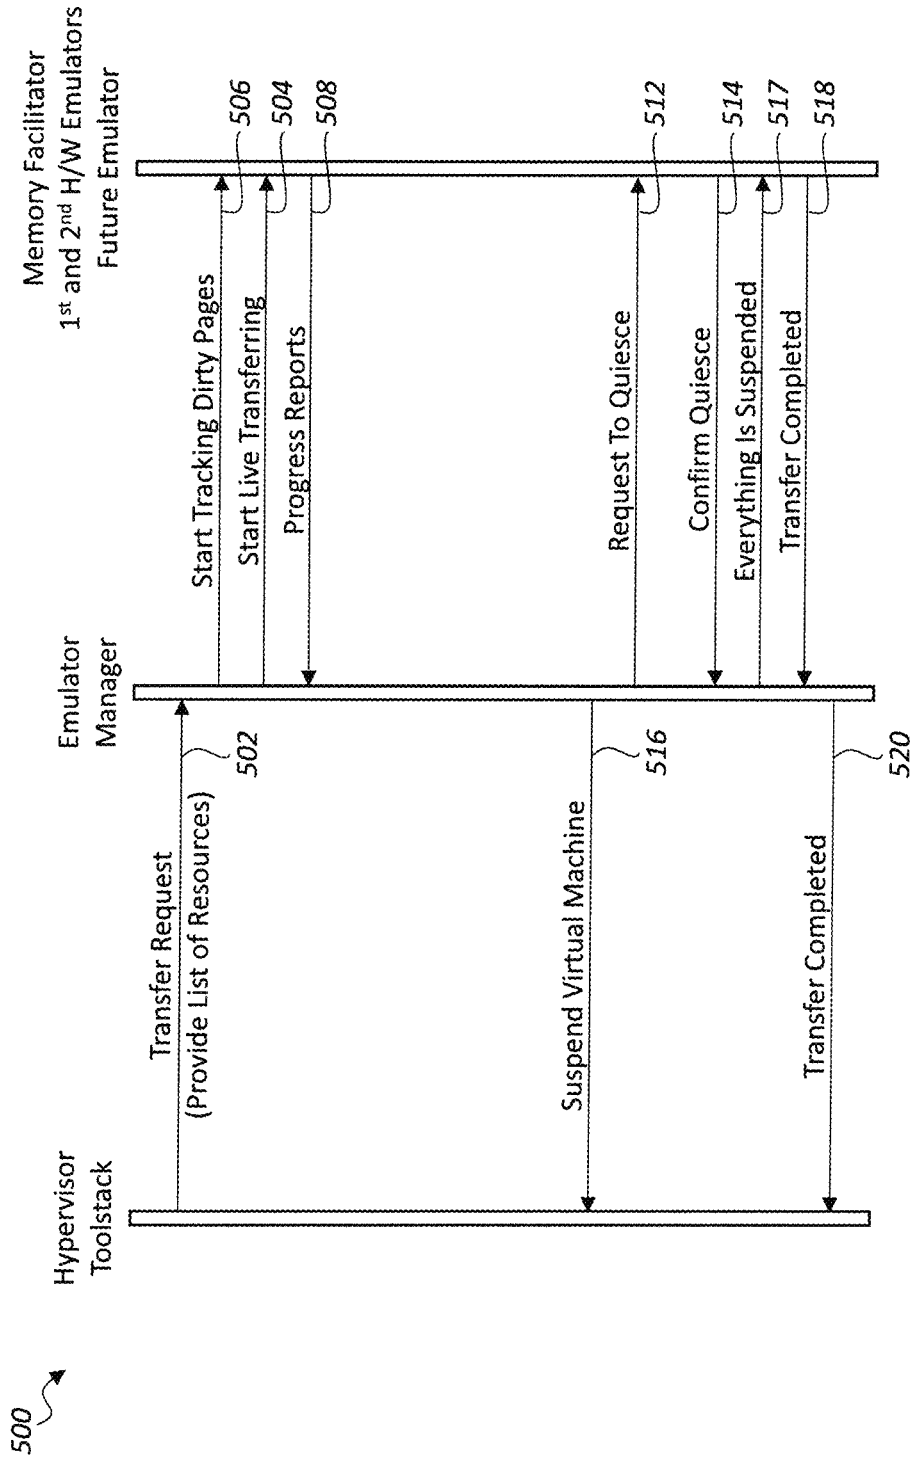 500
Hypervisor
Toolstack
Emulator
Manager
Memory Facilitator
1st and 2nd H/W Emulators
Future Emulator
Transfer Request
502
(Provide List of Resources)
Start Tracking Dirty Pages
506
Start Live Transferring
504
Progress Reports
508
Suspend Virtual Machine
516
Request To Quiesce
512
Confirm Quiesce
514
Everything Is Suspended
517
Transfer Completed
518
Transfer Completed
520